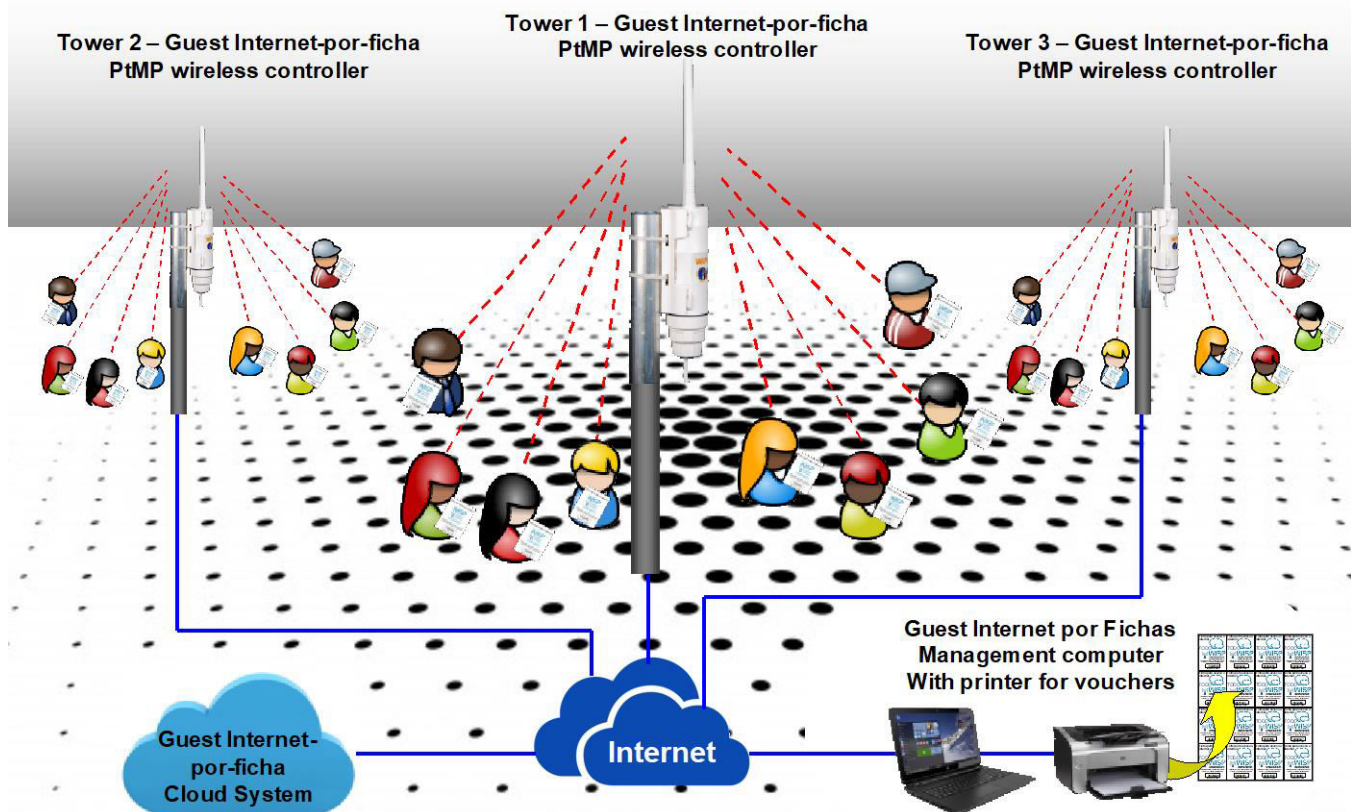 Tower 2 – Guest Internet-por-ficha
PtMP wireless controller
Tower 1 – Guest Internet-por-ficha
PtMP wireless controller
Tower 3 – Guest Internet-por-ficha
PtMP wireless controller
Guest Internet por Fichas
Management computer
With printer for vouchers
Guest Internet-
por-ficha
Cloud System
Internet